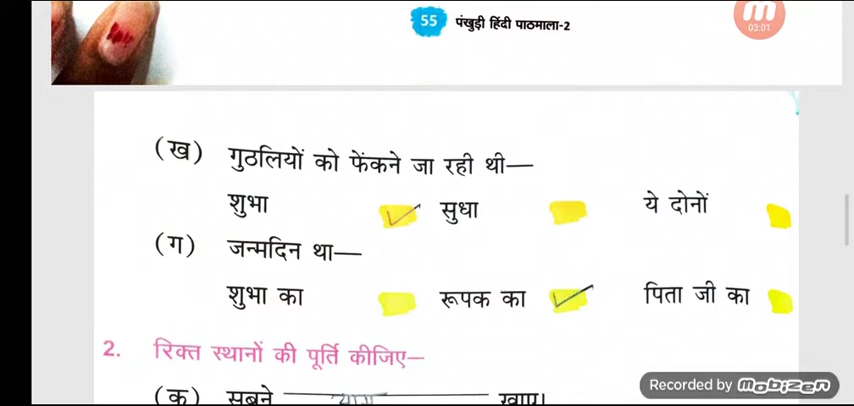 55 पंखुड़ी हिंदी पाठमाला-2
03:01
(ख) गुठलियों को फेंकने जा रही थी—
शुभा ✓ सुधा ये दोनों
(ग) जन्मदिन था—
शुभा का रूपक का ✓ पिता जी का
2. रिक्त स्थानों की पूर्ति कीजिए—
(क) सबने खाए।
Recorded by mobizen